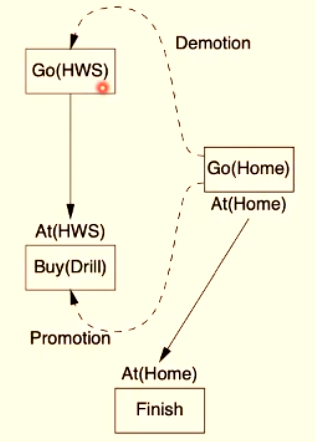 Demotion
Go(HWS)
Go(Home)
At(Home)
At(HWS)
Buy(Drill)
Promotion
At(Home)
Finish